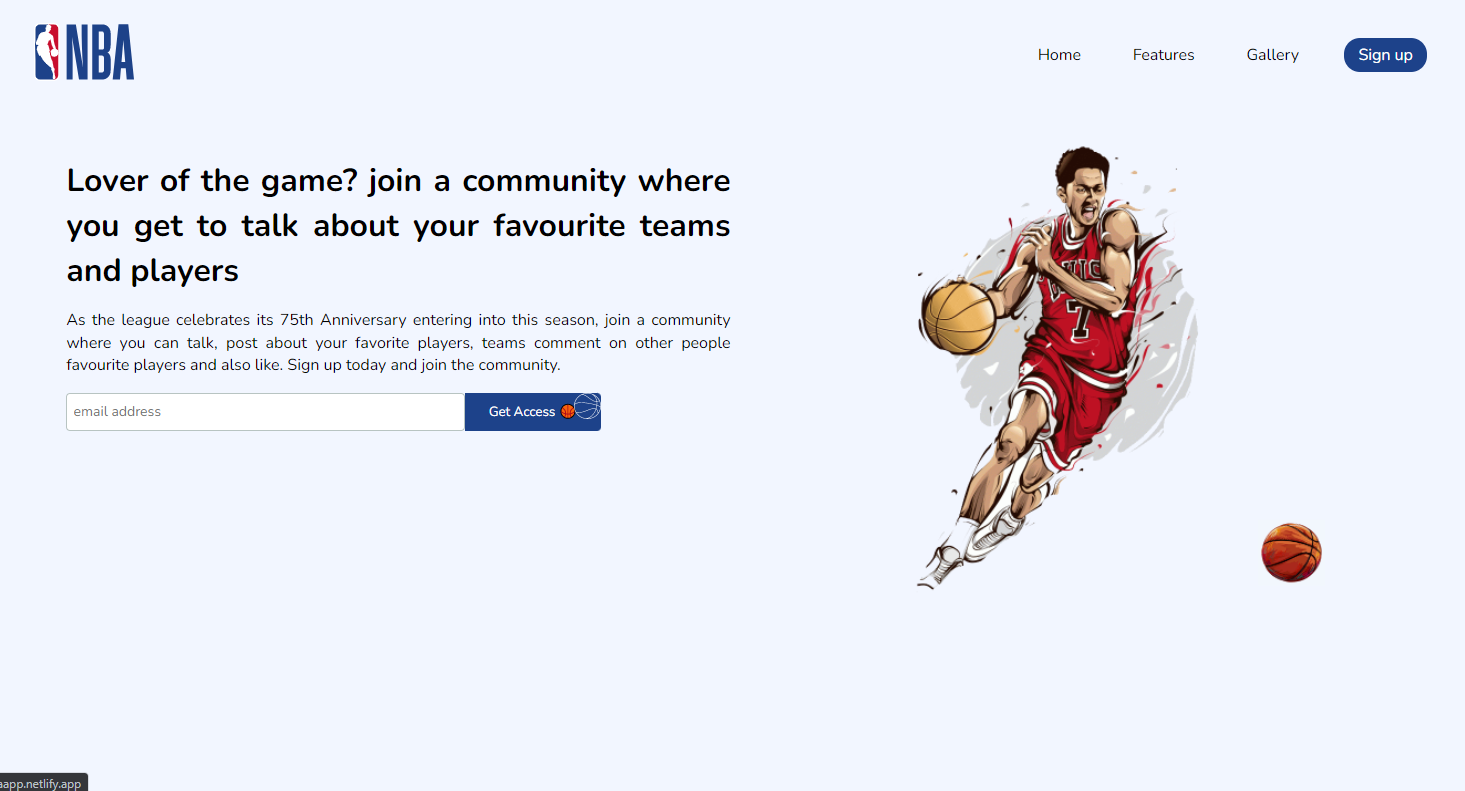 NBA
Home Features Gallery Sign up
Lover of the game? join a community where
you get to talk about your favourite teams
and players
As the league celebrates its 75th Anniversary entering into this season, join a community
where you can talk, post about your favorite players, teams comment on other people
favourite players and also like. Sign up today and join the community.
email address Get Access
7
aapp.netlify.app